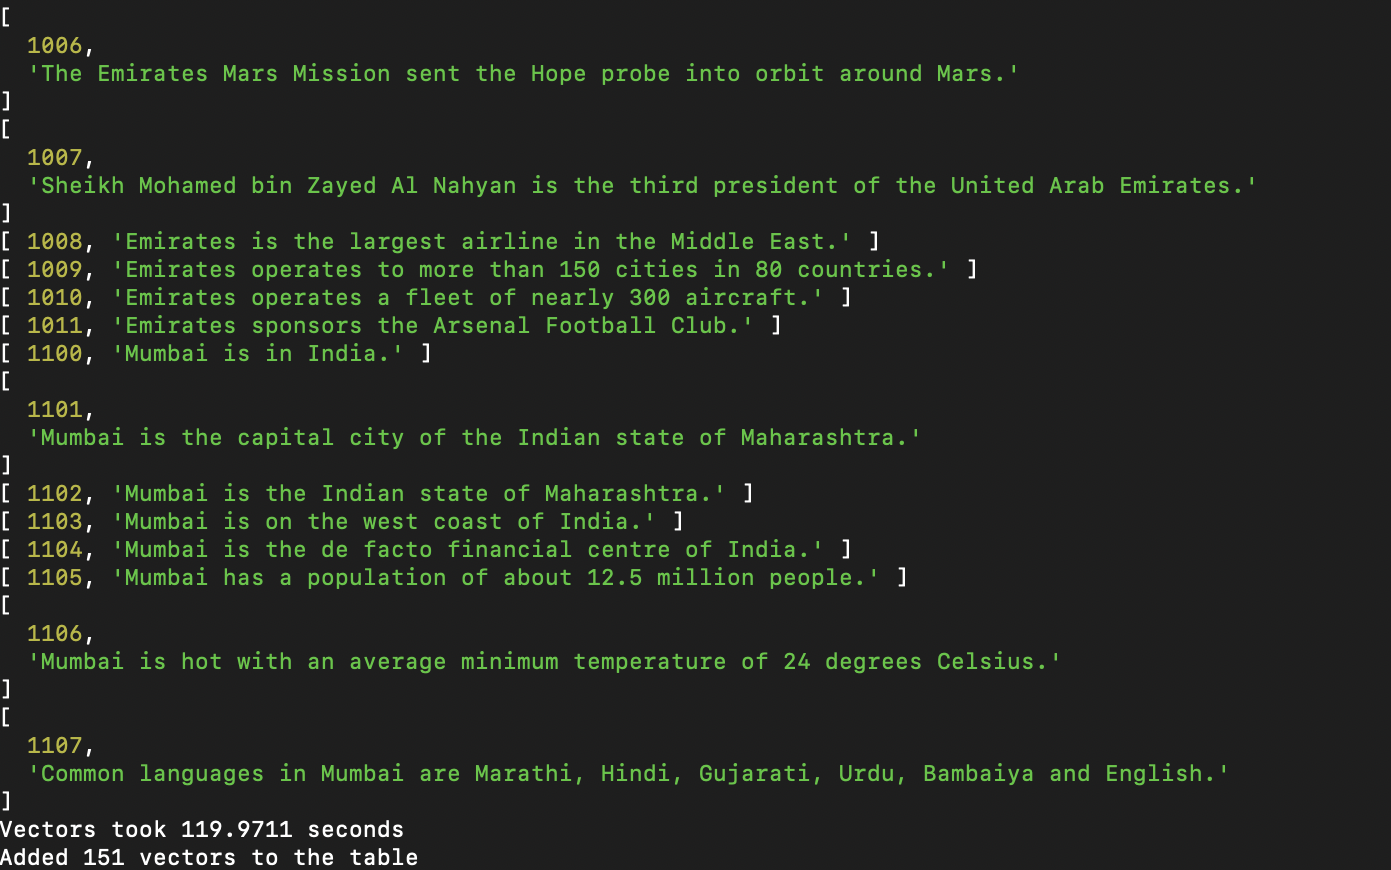 [
  1006,
  'The Emirates Mars Mission sent the Hope probe into orbit around Mars.'
]
[
  1007,
  'Sheikh Mohamed bin Zayed Al Nahyan is the third president of the United Arab Emirates.'
]
[ 1008, 'Emirates is the largest airline in the Middle East.' ]
[ 1009, 'Emirates operates to more than 150 cities in 80 countries.' ]
[ 1010, 'Emirates operates a fleet of nearly 300 aircraft.' ]
[ 1011, 'Emirates sponsors the Arsenal Football Club.' ]
[ 1100, 'Mumbai is in India.' ]
[
  1101,
  'Mumbai is the capital city of the Indian state of Maharashtra.'
]
[ 1102, 'Mumbai is the Indian state of Maharashtra.' ]
[ 1103, 'Mumbai is on the west coast of India.' ]
[ 1104, 'Mumbai is the de facto financial centre of India.' ]
[ 1105, 'Mumbai has a population of about 12.5 million people.' ]
[
  1106,
  'Mumbai is hot with an average minimum temperature of 24 degrees Celsius.'
]
[
  1107,
  'Common languages in Mumbai are Marathi, Hindi, Gujarati, Urdu, Bambaiya and English.'
]
Vectors took 119.9711 seconds
Added 151 vectors to the table